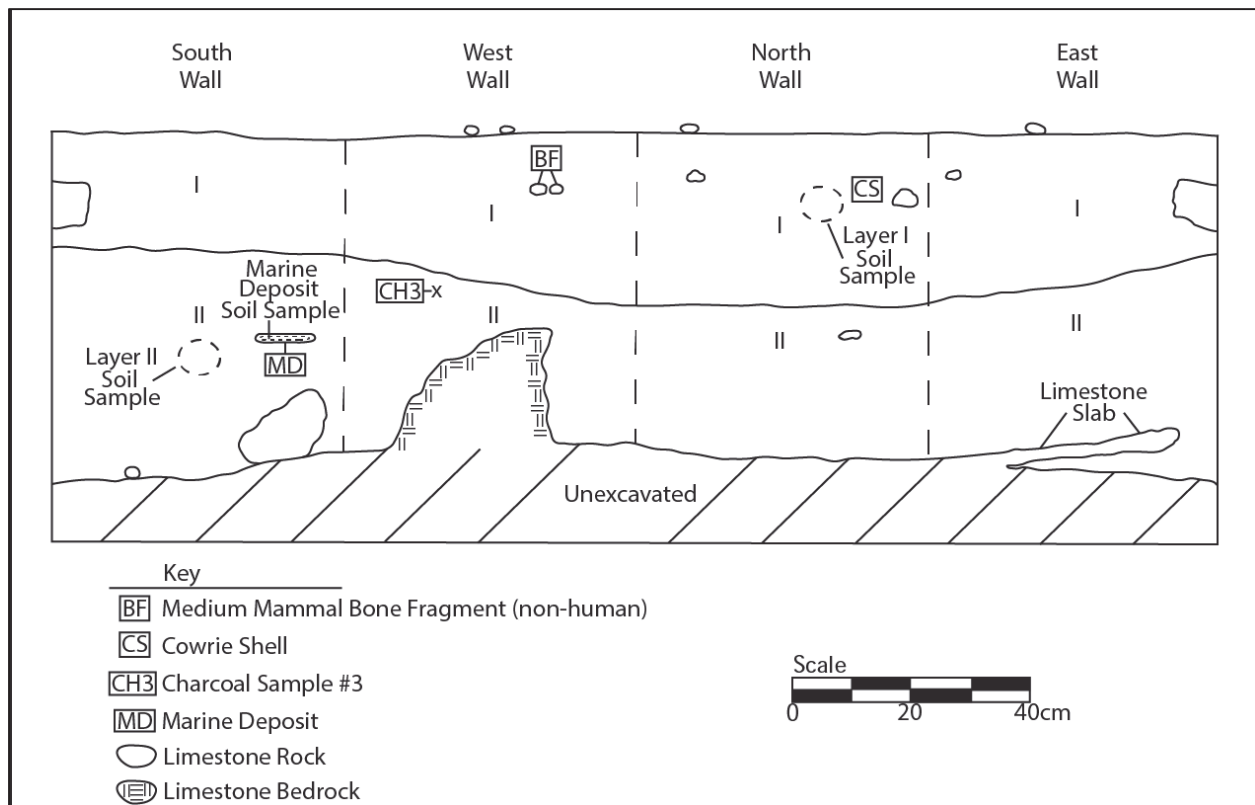 South
Wall
West
Wall
North
Wall
East
Wall
BF
CS
I
I
I
I
Layer I
Soil
Sample
Marine
Deposit
Soil Sample
CH3-x
II
II
II
II
MD
Layer II
Soil
Sample
Limestone
Slab
Unexcavated
Key
BF Medium Mammal Bone Fragment (non-human)
CS Cowrie Shell
CH3 Charcoal Sample #3
MD Marine Deposit
Limestone Rock
Limestone Bedrock
Scale
0 20 40cm